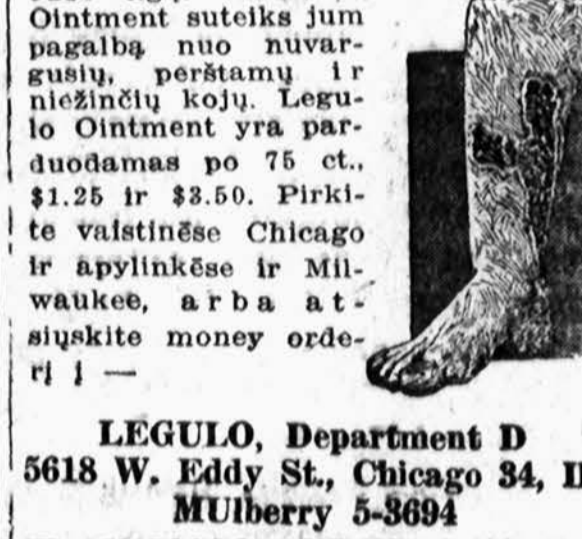 Ointment suteiks jum
pagalbą nuo nuvar-
gusių, perštamų ir
niežinčių kojų. Legu-
lo Ointment yra par-
duodamas po 75 ct.,
$1.25 ir $3.50. Pirki-
te vaistinėse Chicago
ir apylinkėse ir Mil-
waukee, arba at-
siųskite money orde-
rį į —
LEGULO, Department D
5618 W. Eddy St., Chicago 34,
MUlberry 5-3694